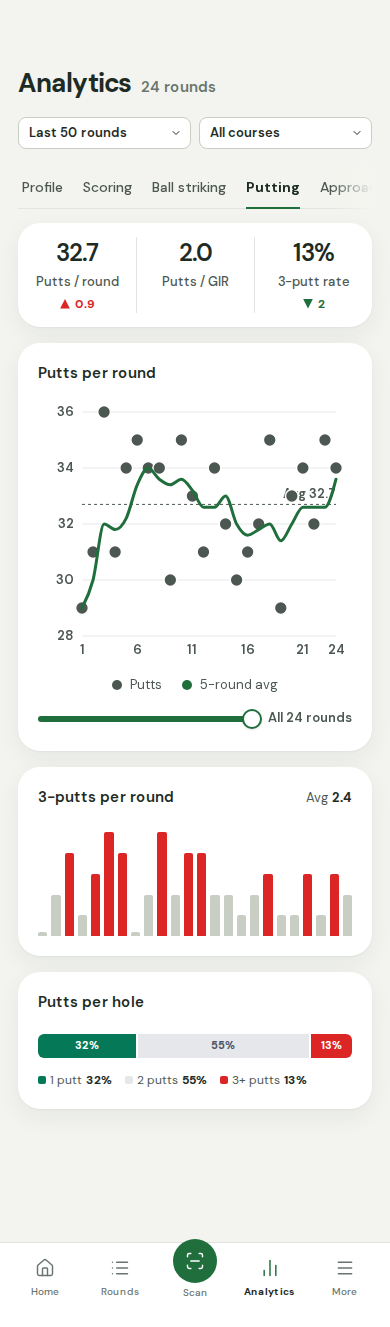 Analytics 24 rounds
Last 50 rounds All courses
Profile Scoring Ball striking Putting Approa
32.7 2.0 13%
Putts / round Putts / GIR 3-putt rate
▲ 0.9 ▼ 2
Putts per round
36
34
Avg 32.7
32
30
28
1 6 11 16 21 24
Putts 5-round avg
All 24 rounds
3-putts per round Avg 2.4
Putts per hole
32% 55% 13%
1 putt 32% 2 putts 55% 3+ putts 13%
Home Rounds Scan Analytics More